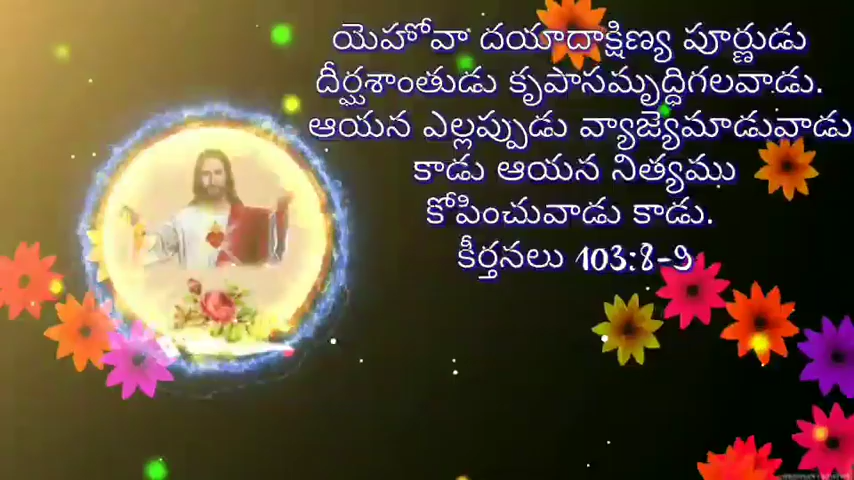 యెహోవా దయాదాక్షిణ్య పూర్ణుడు
దీర్ఘశాంతుడు కృపాసమృద్ధిగలవాడు.
ఆయన ఎల్లప్పుడు వ్యాజ్యెమాడువాడు
కాడు ఆయన నిత్యము
కోపించువాడు కాడు.
కీర్తనలు 103:8-9